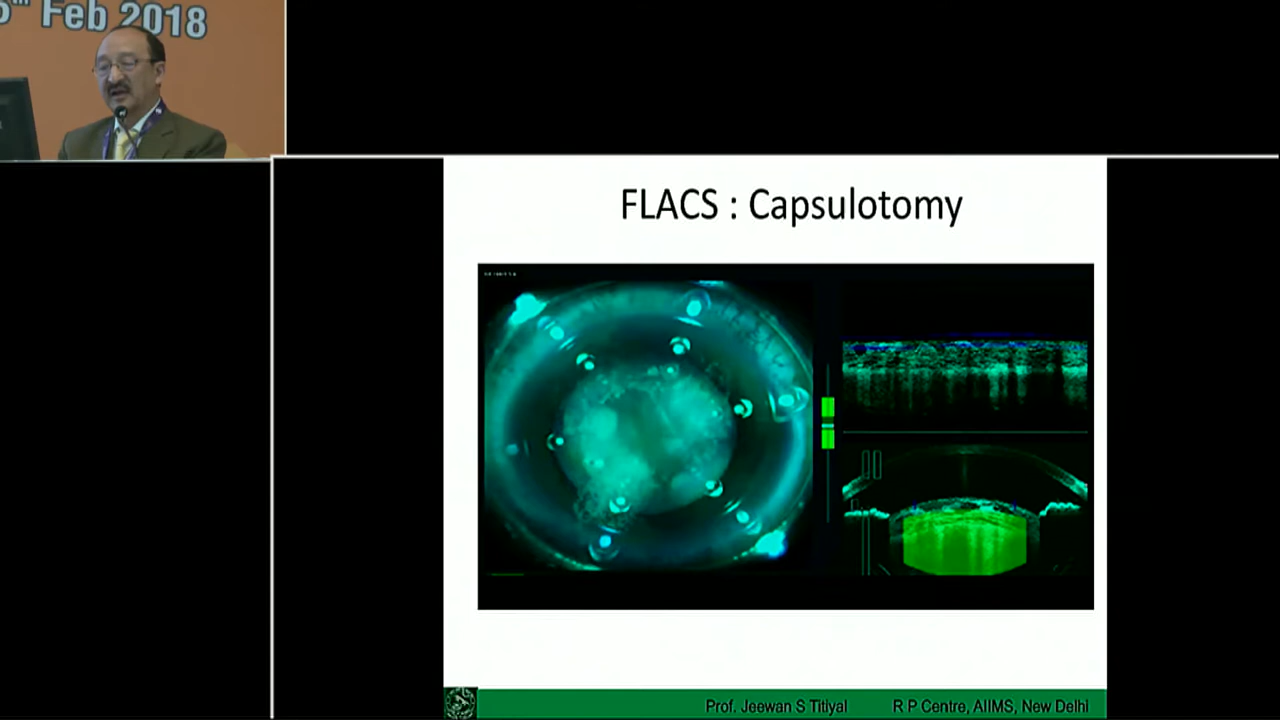 Feb 2018
FLACS : Capsulotomy
Prof. Jeewan S Titiyal
R P Centre, AIIMS, New Delhi